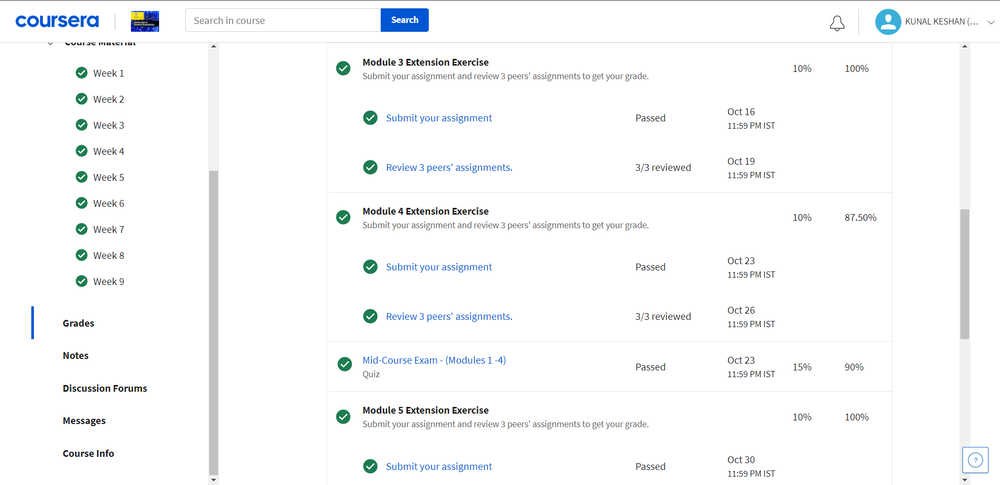 coursera
Introduction to
Systems Engineering
Search in course
Search
KUNAL KESHAN (...
Course Material
Week 1
Week 2
Week 3
Week 4
Week 5
Week 6
Week 7
Week 8
Week 9
Grades
Notes
Discussion Forums
Messages
Course Info
Module 3 Extension Exercise
Submit your assignment and review 3 peers' assignments to get your grade.
10%
100%
Submit your assignment
Passed
Oct 16
11:59 PM IST
Review 3 peers' assignments.
3/3 reviewed
Oct 19
11:59 PM IST
Module 4 Extension Exercise
Submit your assignment and review 3 peers' assignments to get your grade.
10%
87.50%
Submit your assignment
Passed
Oct 23
11:59 PM IST
Review 3 peers' assignments.
3/3 reviewed
Oct 26
11:59 PM IST
Mid-Course Exam - (Modules 1 -4)
Quiz
Passed
Oct 23
11:59 PM IST
15%
90%
Module 5 Extension Exercise
Submit your assignment and review 3 peers' assignments to get your grade.
10%
100%
Submit your assignment
Passed
Oct 30
11:59 PM IST
?